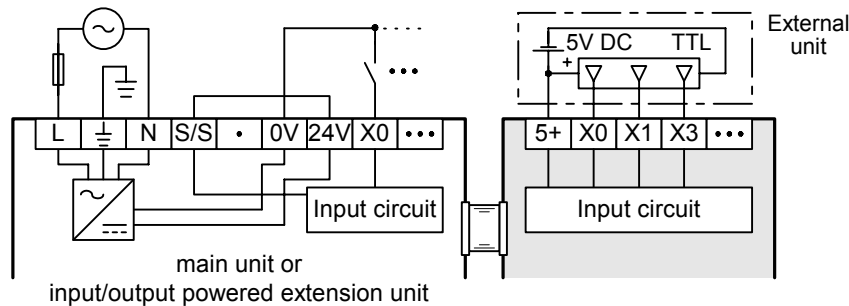 External
unit
5V DC TTL
+
L N S/S • 0V 24V X0 •••
5+ X0 X1 X3 •••
Input circuit
Input circuit
main unit or
input/output powered extension unit